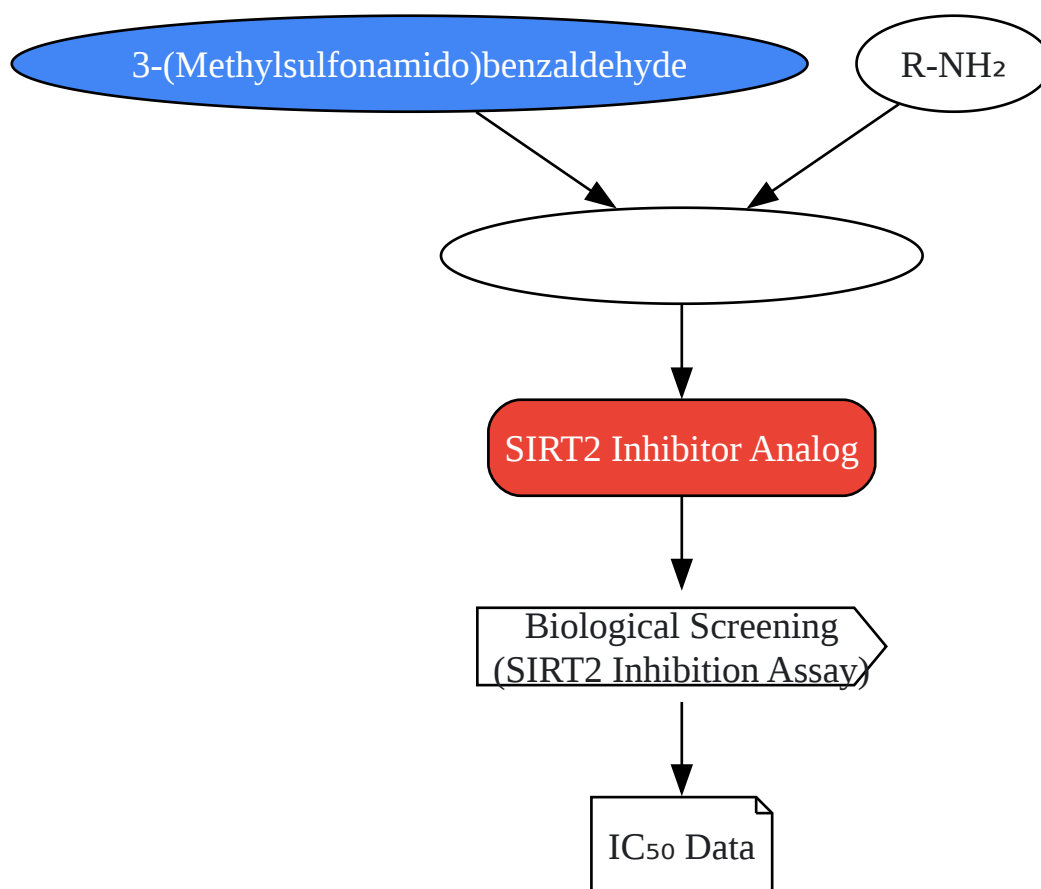 3-(Methylsulfonamido)benzaldehyde
R-NH₂
SIRT2 Inhibitor Analog
Biological Screening
(SIRT2 Inhibition Assay)
IC₅₀ Data